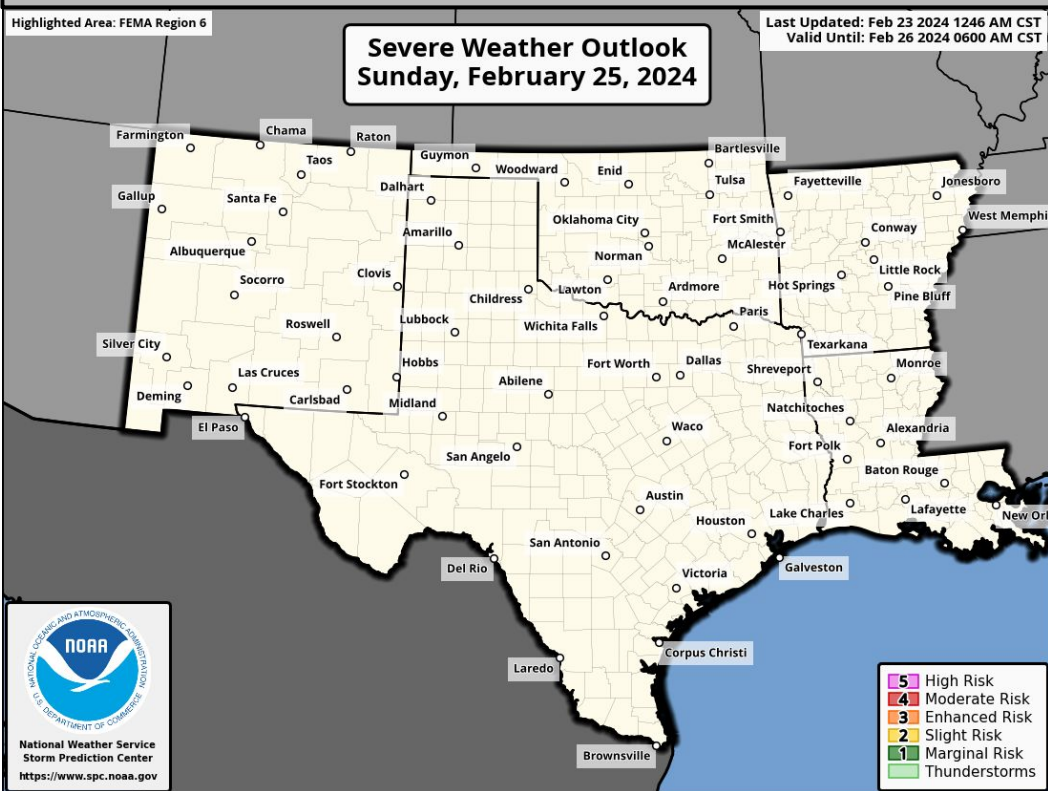 Highlighted Area: FEMA Region 6
Severe Weather Outlook
Sunday, February 25, 2024
Last Updated: Feb 23 2024 1246 AM CST
Valid Until: Feb 26 2024 0600 AM CST
Farmington
Chama
Raton
Taos
Guymon
Woodward
Enid
Bartlesville
Tulsa
Fayetteville
Jonesboro
Gallup
Santa Fe
Dalhart
Oklahoma City
Fort Smith
West Memphi
Albuquerque
Amarillo
Norman
McAlester
Conway
Socorro
Clovis
Childress
Lawton
Ardmore
Hot Springs
Little Rock
Pine Bluff
Roswell
Lubbock
Wichita Falls
Paris
Texarkana
Silver City
Las Cruces
Hobbs
Fort Worth
Dallas
Shreveport
Monroe
Deming
Carlsbad
Midland
Abilene
Natchitoches
El Paso
San Angelo
Waco
Fort Polk
Alexandria
Fort Stockton
Baton Rouge
Austin
Houston
Lake Charles
Lafayette
New Orl
Del Rio
San Antonio
Galveston
Victoria
Laredo
Corpus Christi
Brownsville
NATIONAL OCEANIC AND ATMOSPHERIC ADMINISTRATION
NOAA
U.S. DEPARTMENT OF COMMERCE
National Weather Service
Storm Prediction Center
https://www.spc.noaa.gov
5 High Risk
4 Moderate Risk
3 Enhanced Risk
2 Slight Risk
1 Marginal Risk
Thunderstorms